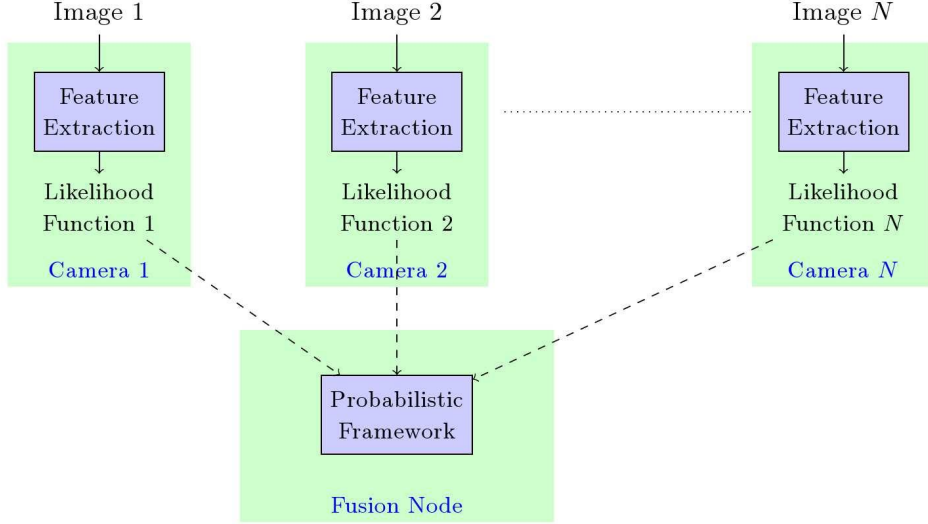 Image 1
Image 2
Image N
Feature
Extraction
Feature
Extraction
Feature
Extraction
Likelihood
Function 1
Likelihood
Function 2
Likelihood
Function N
Camera 1
Camera 2
Camera N
Probabilistic
Framework
Fusion Node